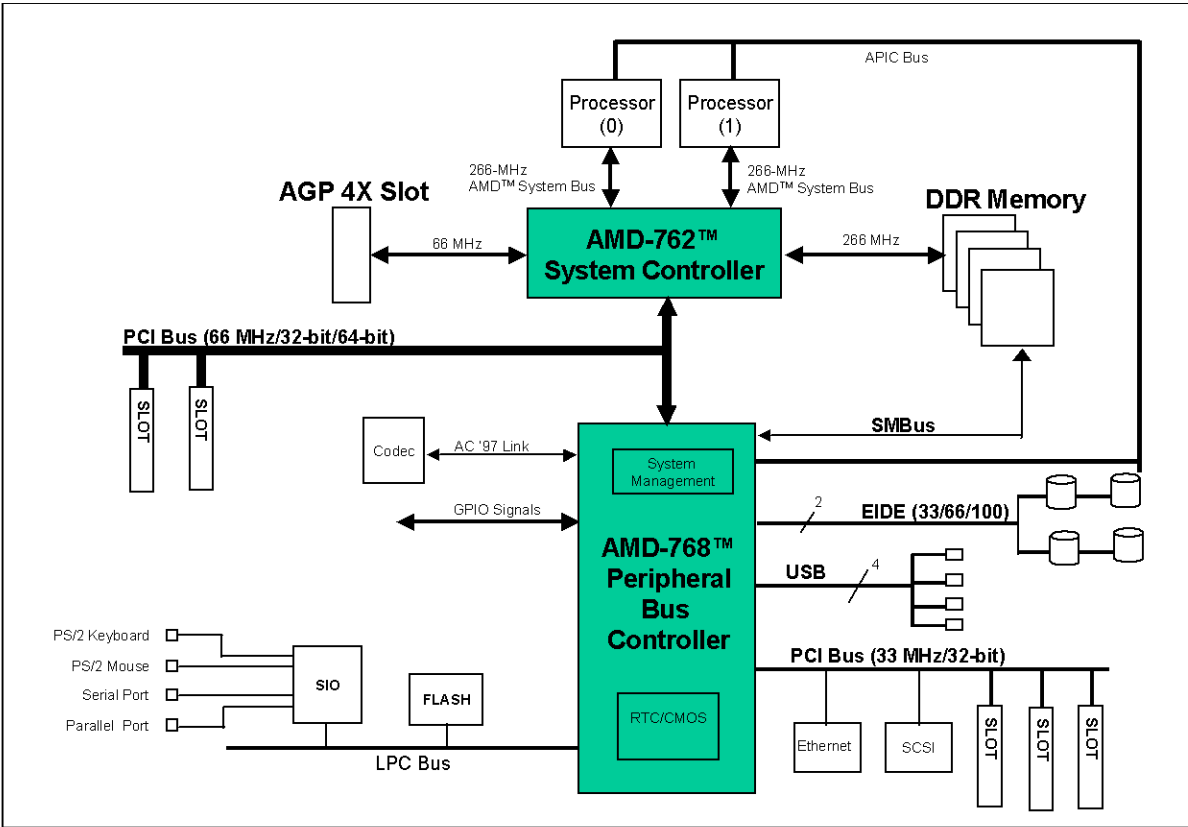 APIC Bus
Processor
(0)
Processor
(1)
266-MHz
AMD™ System Bus
266-MHz
AMD™ System Bus
AGP 4X Slot
DDR Memory
66 MHz
AMD-762™
System Controller
266 MHz
PCI Bus (66 MHz/32-bit/64-bit)
SLOT
SLOT
SMBus
Codec
AC '97 Link
System
Management
GPIO Signals
2
EIDE (33/66/100)
AMD-768™
Peripheral
Bus
Controller
USB
4
PS/2 Keyboard
PS/2 Mouse
Serial Port
Parallel Port
SIO
FLASH
PCI Bus (33 MHz/32-bit)
RTC/CMOS
Ethernet
SCSI
SLOT
SLOT
SLOT
LPC Bus